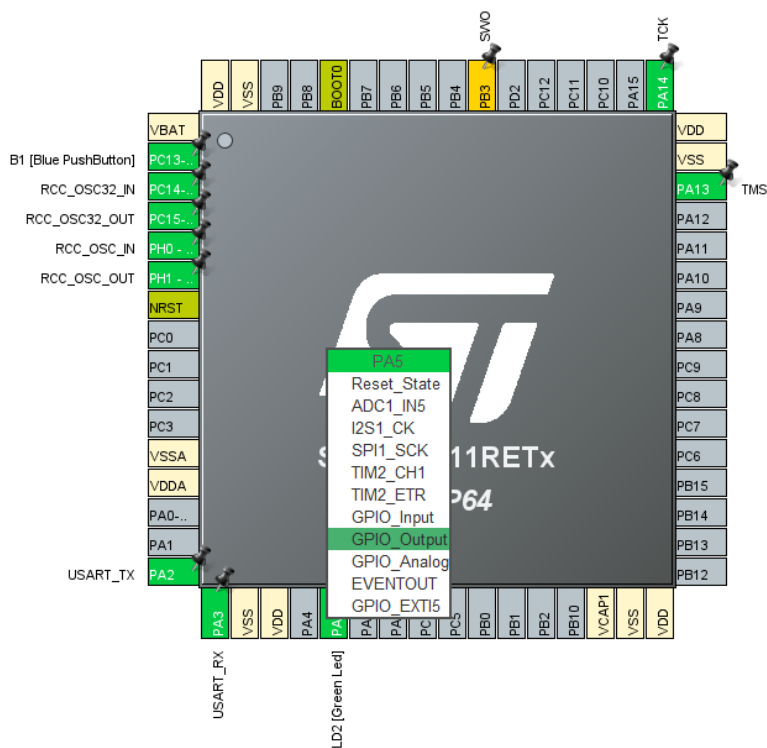 SWO
TCK
VDD
VSS
PB9
PB8
BOOT0
PB7
PB6
PB5
PB4
PB3
PD2
PC12
PC11
PC10
PA15
PA14
VBAT
B1 [Blue PushButton]
PC13-..
RCC_OSC32_IN
PC14-..
RCC_OSC32_OUT
PC15-..
RCC_OSC_IN
PH0 - ..
RCC_OSC_OUT
PH1 - ..
NRST
PC0
PC1
PC2
PC3
VSSA
VDDA
PA0-..
PA1
USART_TX
PA2
VDD
VSS
PA13
TMS
PA12
PA11
PA10
PA9
PA8
PC9
PC8
PC7
PC6
PB15
PB14
PB13
PB12
PA5
Reset_State
ADC1_IN5
I2S1_CK
SPI1_SCK
TIM2_CH1
TIM2_ETR
GPIO_Input
GPIO_Output
GPIO_Analog
EVENTOUT
GPIO_EXTI5
11RETx
P64
PA3
VSS
VDD
PA4
PC5
PB0
PB1
PB2
PB10
VCAP1
VSS
VDD
USART_RX
LD2 [Green Led]